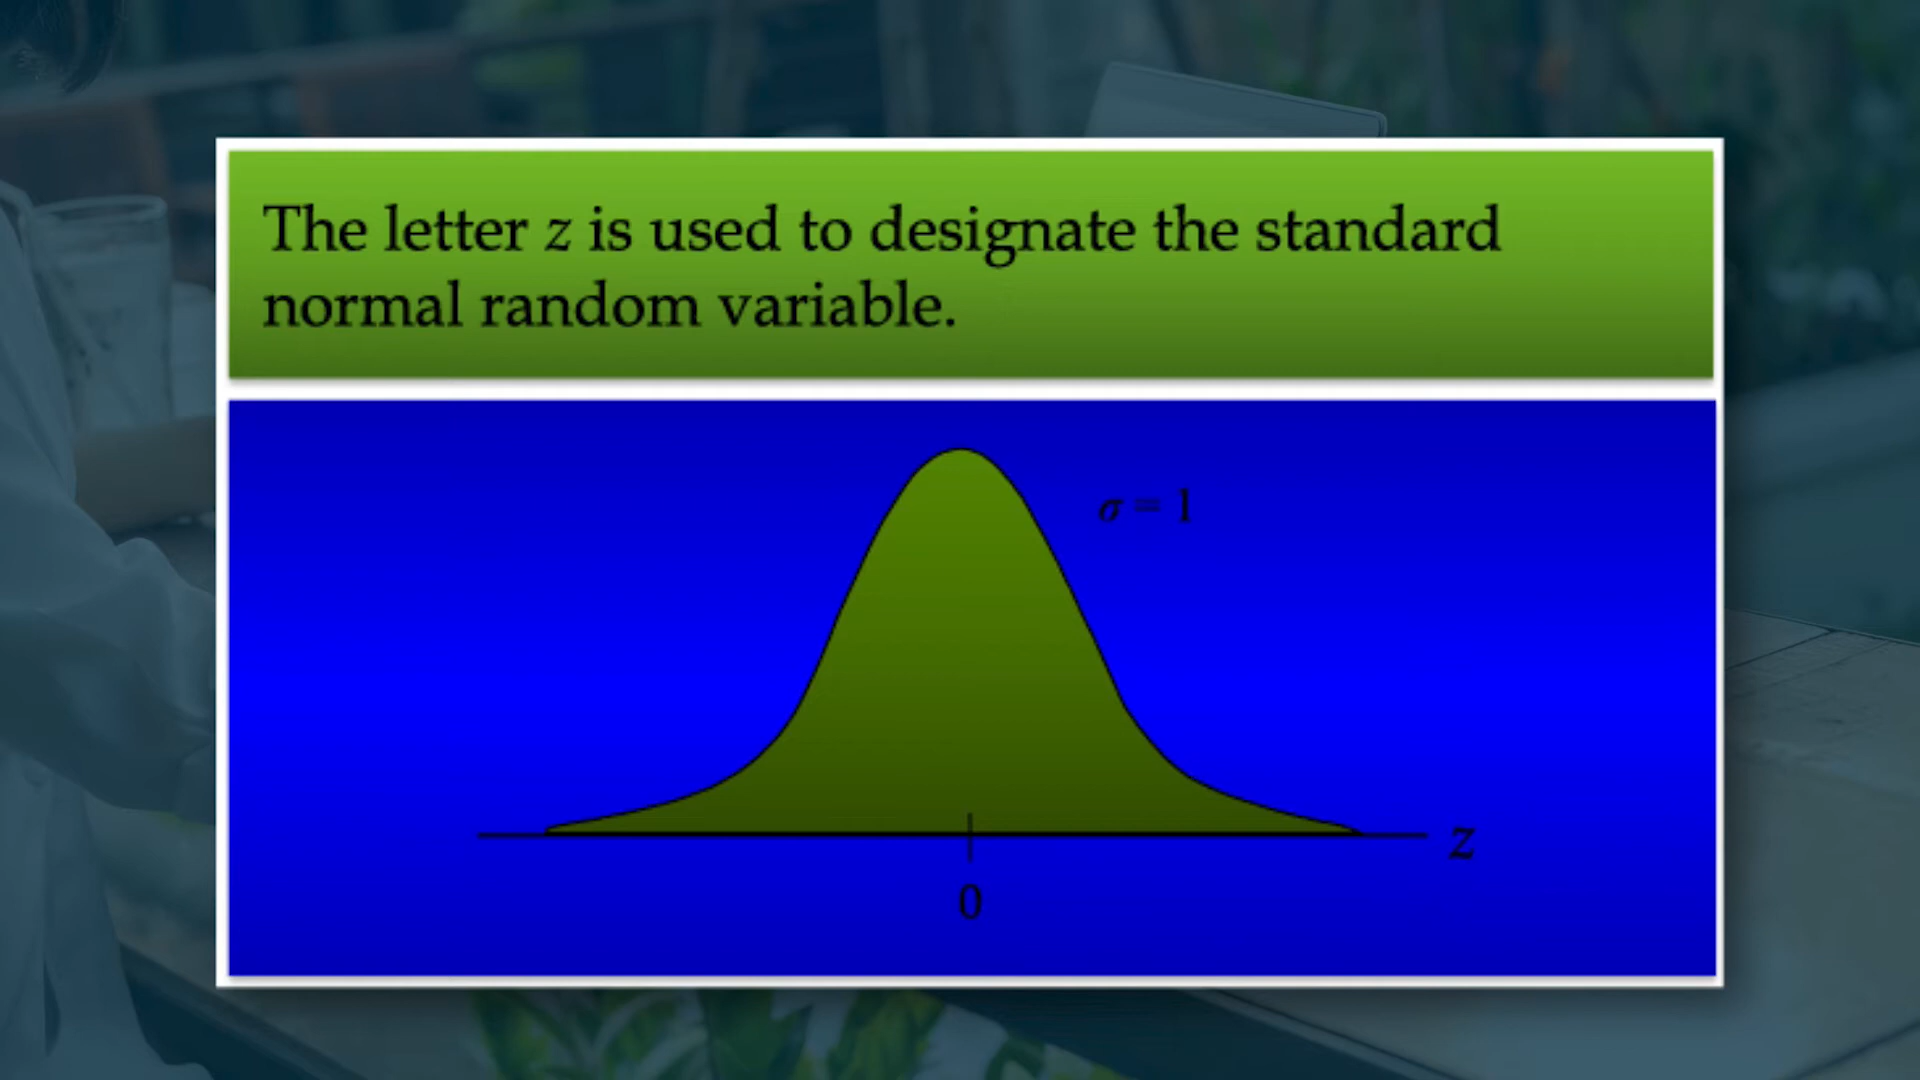 The letter z is used to designate the standard
normal random variable.
σ = 1
z
0